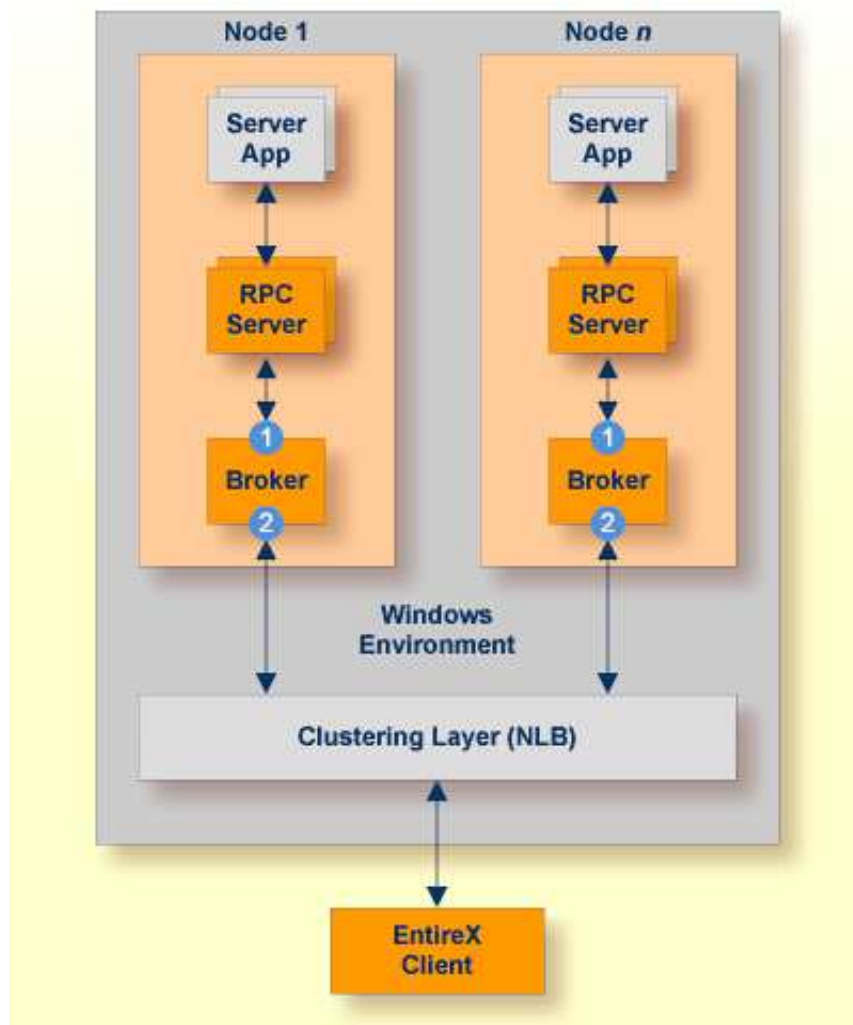 Node 1
Node n
Server
App
Server
App
RPC
Server
RPC
Server
1
1
Broker
Broker
2
2
Windows
Environment
Clustering Layer (NLB)
EntireX
Client